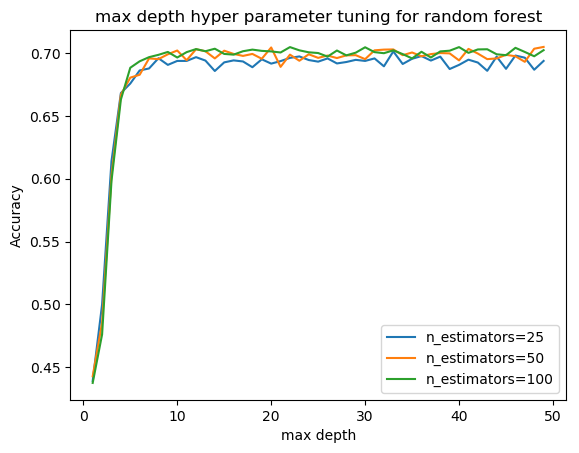 max depth hyper parameter tuning for random forest
Accuracy
0.70
0.65
0.60
0.55
0.50
0.45
n_estimators=25
n_estimators=50
n_estimators=100
0 10 20 30 40 50
max depth